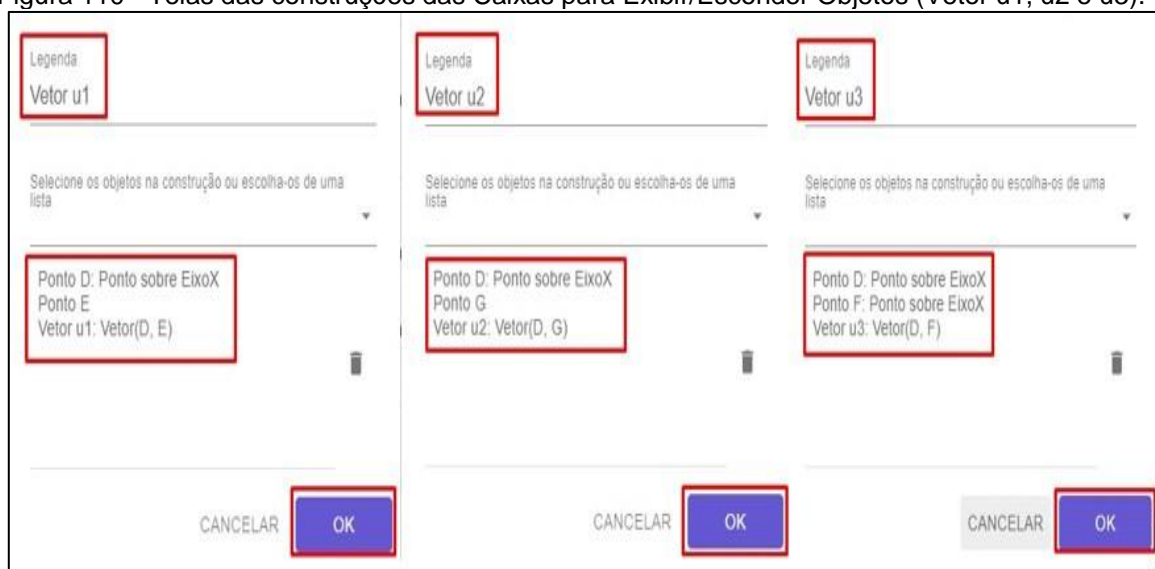 Figura 110 - Telas das construções das Caixas para Exibir/Esconder Objetos (Vetor u1, u2 e u3).
Legenda
Vetor u1
Selecione os objetos na construção ou escolha-os de uma
lista
Ponto D: Ponto sobre EixoX
Ponto E
Vetor u1: Vetor(D, E)
CANCELAR
OK
Legenda
Vetor u2
Selecione os objetos na construção ou escolha-os de uma
lista
Ponto D: Ponto sobre EixoX
Ponto G
Vetor u2: Vetor(D, G)
CANCELAR
OK
Legenda
Vetor u3
Selecione os objetos na construção ou escolha-os de uma
lista
Ponto D: Ponto sobre EixoX
Ponto F: Ponto sobre EixoX
Vetor u3: Vetor(D, F)
CANCELAR
OK